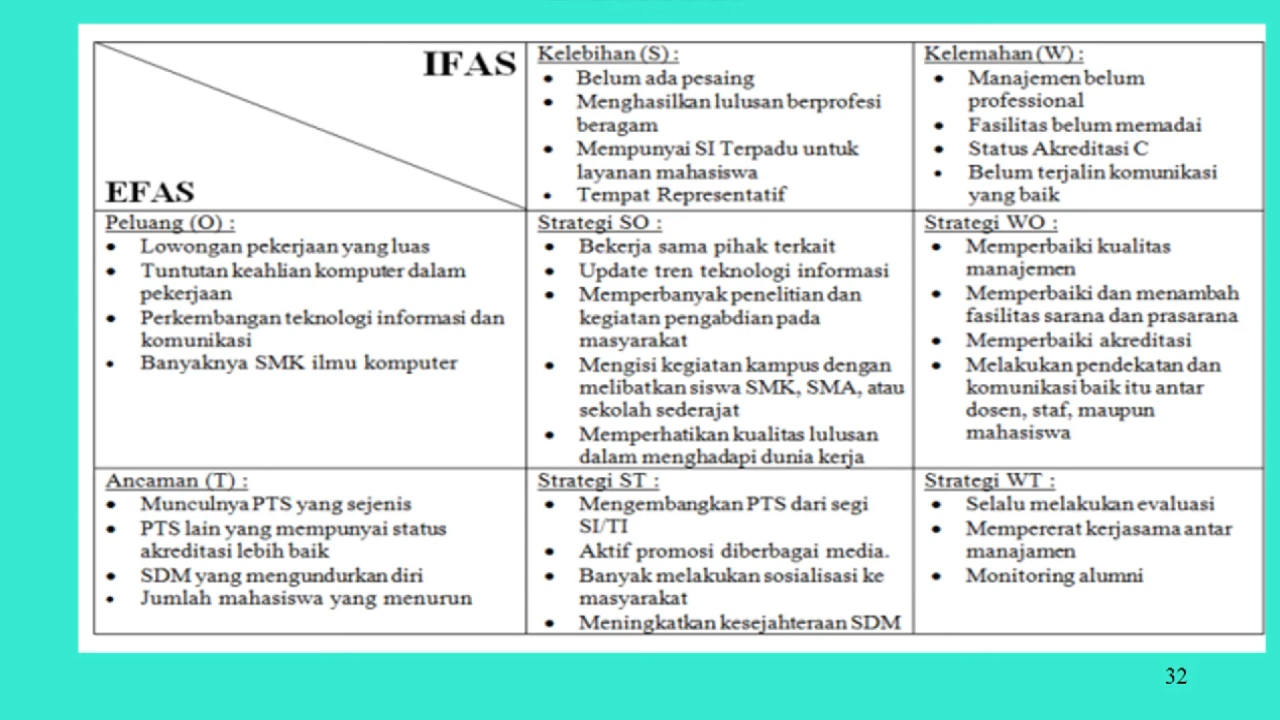 IFAS
EFAS
Kelebihan (S) :
• Belum ada pesaing
• Menghasilkan lulusan berprofesi
beragam
• Mempunyai SI Terpadu untuk
layanan mahasiswa
• Tempat Representatif
Kelemahan (W) :
• Manajemen belum
professional
• Fasilitas belum memadai
• Status Akreditasi C
• Belum terjalin komunikasi
yang baik
Peluang (O) :
• Lowongan pekerjaan yang luas
• Tuntutan keahlian komputer dalam
pekerjaan
• Perkembangan teknologi informasi dan
komunikasi
• Banyaknya SMK ilmu komputer
Strategi SO :
• Bekerja sama pihak terkait
• Update tren teknologi informasi
• Memperbanyak penelitian dan
kegiatan pengabdian pada
masyarakat
• Mengisi kegiatan kampus dengan
melibatkan siswa SMK, SMA, atau
sekolah sederajat
• Memperhatikan kualitas lulusan
dalam menghadapi dunia kerja
Strategi WO :
• Memperbaiki kualitas
manajemen
• Memperbaiki dan menambah
fasilitas sarana dan prasarana
• Memperbaiki akreditasi
• Melakukan pendekatan dan
komunikasi baik itu antar
dosen, staf, maupun
mahasiswa
Ancaman (T) :
• Munculnya PTS yang sejenis
• PTS lain yang mempunyai status
akreditasi lebih baik
• SDM yang mengundurkan diri
• Jumlah mahasiswa yang menurun
Strategi ST :
• Mengembangkan PTS dari segi
SI/TI
• Aktif promosi diberbagai media.
• Banyak melakukan sosialisasi ke
masyarakat
• Meningkatkan kesejahteraan SDM
Strategi WT :
• Selalu melakukan evaluasi
• Mempererat kerjasama antar
manajamen
• Monitoring alumni
32